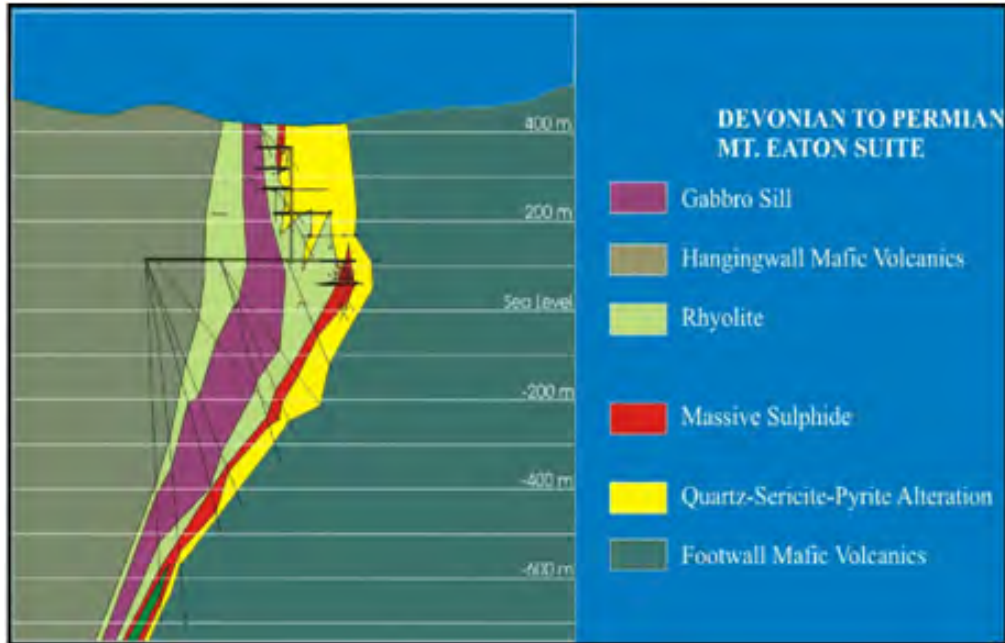 400 m
200 m
Sea Level
-200 m
-400 m
-600 m
DEVONIAN TO PERMIAN
MT. EATON SUITE
Gabbro Sill
Hangingwall Mafic Volcanics
Rhyolite
Massive Sulphide
Quartz-Sericite-Pyrite Alteration
Footwall Mafic Volcanics